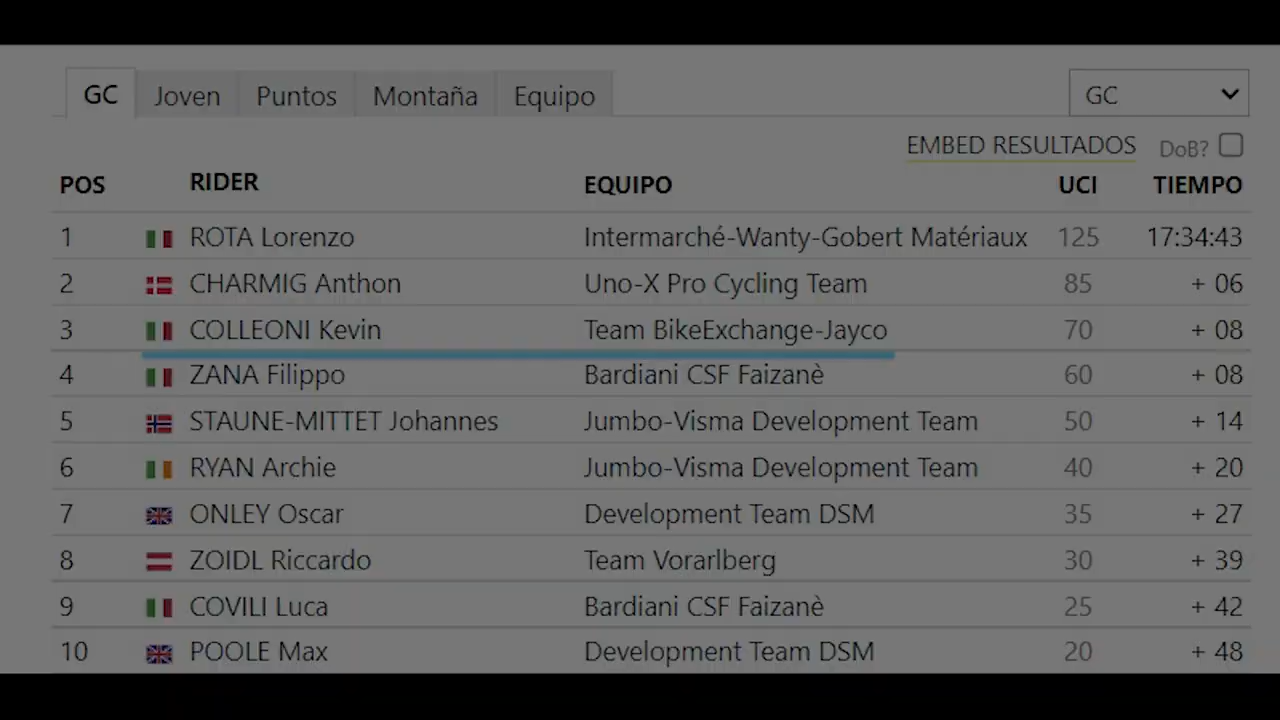 GC Joven Puntos Montaña Equipo GC
EMBED RESULTADOS DoB?
POS RIDER EQUIPO UCI TIEMPO
1 ROTA Lorenzo Intermarché-Wanty-Gobert Matériaux 125 17:34:43
2 CHARMIG Anthon Uno-X Pro Cycling Team 85 + 06
3 COLLEONI Kevin Team BikeExchange-Jayco 70 + 08
4 ZANA Filippo Bardiani CSF Faizanè 60 + 08
5 STAUNE-MITTET Johannes Jumbo-Visma Development Team 50 + 14
6 RYAN Archie Jumbo-Visma Development Team 40 + 20
7 ONLEY Oscar Development Team DSM 35 + 27
8 ZOIDL Riccardo Team Vorarlberg 30 + 39
9 COVILI Luca Bardiani CSF Faizanè 25 + 42
10 POOLE Max Development Team DSM 20 + 48